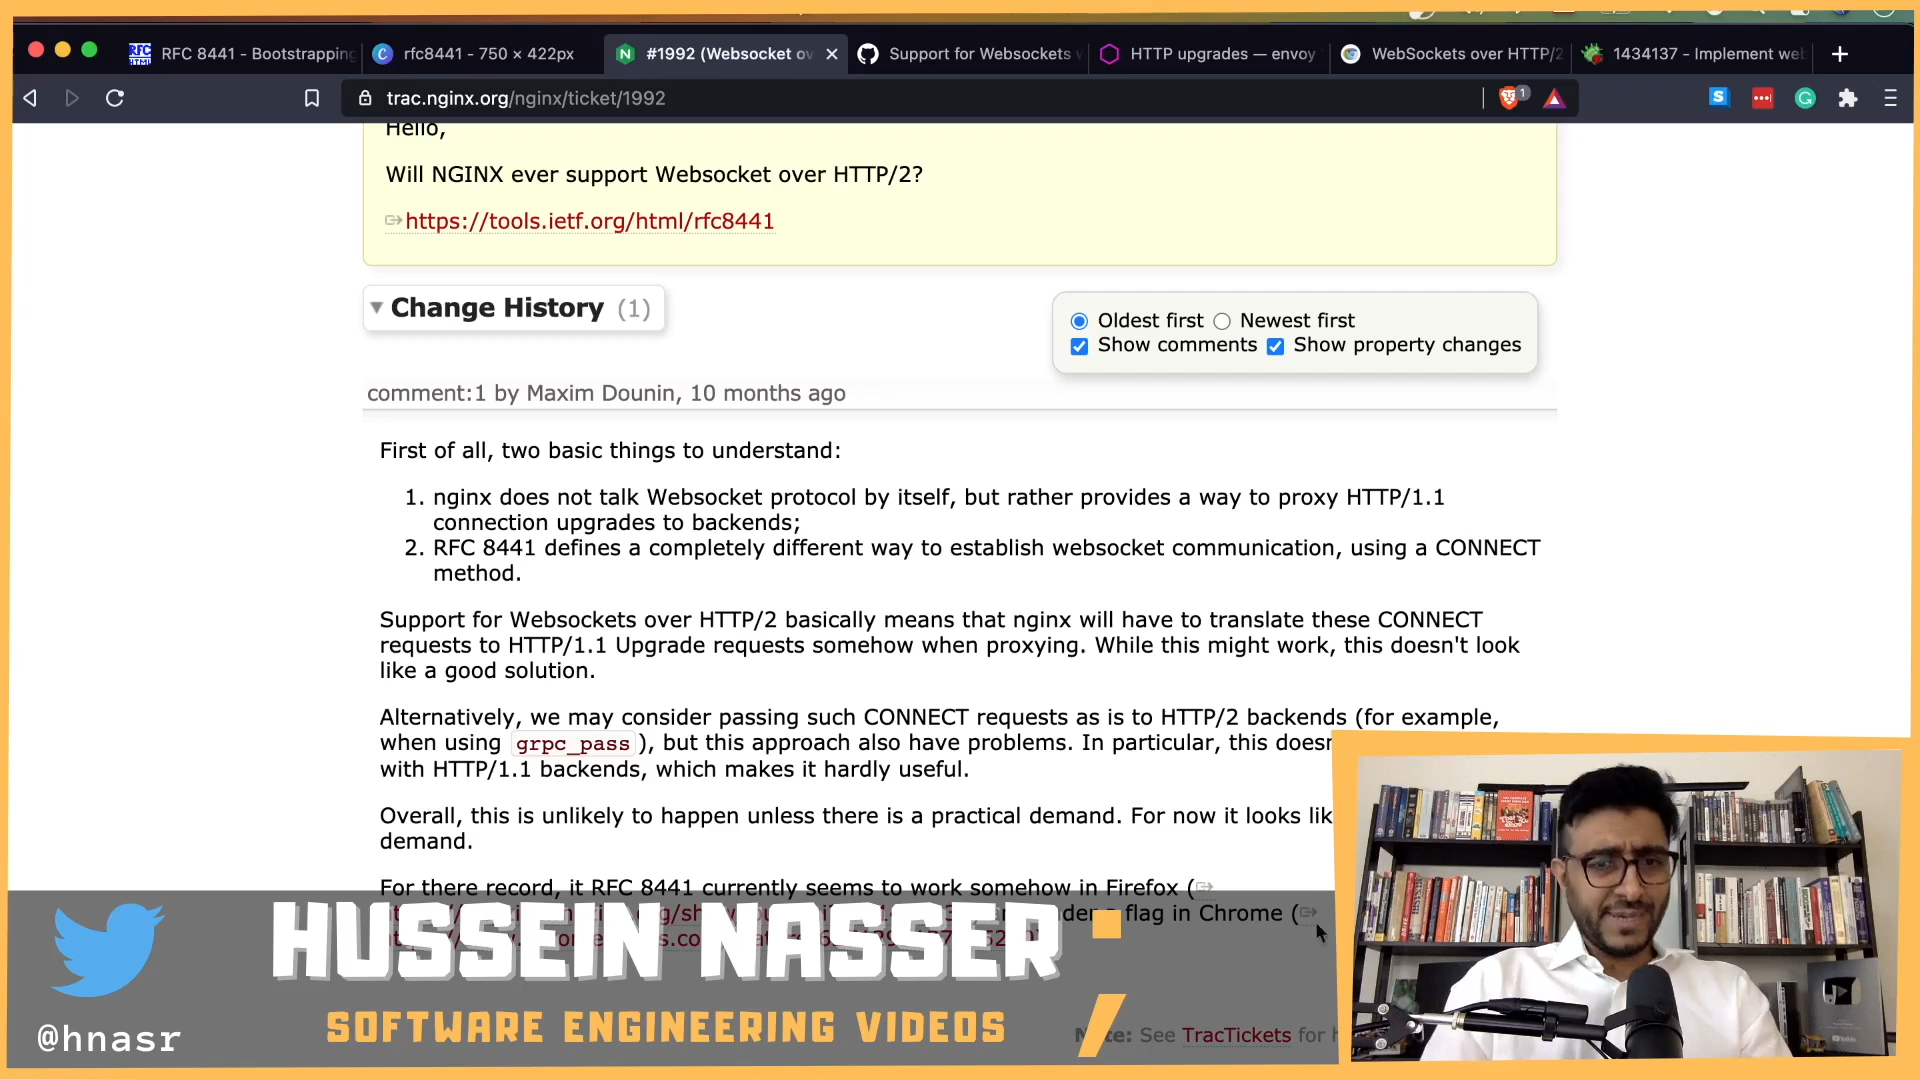 RFC 8441 - Bootstrapping
rfc8441 - 750 × 422px
#1992 (Websocket ov
Support for Websockets
HTTP upgrades — envoy
WebSockets over HTTP/2
1434137 - Implement web
trac.nginx.org/nginx/ticket/1992
Hello,
Will NGINX ever support Websocket over HTTP/2?
https://tools.ietf.org/html/rfc8441
Change History (1)
Oldest first Newest first
Show comments Show property changes
comment:1 by Maxim Dounin, 10 months ago
First of all, two basic things to understand:
1. nginx does not talk Websocket protocol by itself, but rather provides a way to proxy HTTP/1.1
connection upgrades to backends;
2. RFC 8441 defines a completely different way to establish websocket communication, using a CONNECT
method.
Support for Websockets over HTTP/2 basically means that nginx will have to translate these CONNECT
requests to HTTP/1.1 Upgrade requests somehow when proxying. While this might work, this doesn't look
like a good solution.
Alternatively, we may consider passing such CONNECT requests as is to HTTP/2 backends (for example,
when using grpc_pass), but this approach also have problems. In particular, this doesn
with HTTP/1.1 backends, which makes it hardly useful.
Overall, this is unlikely to happen unless there is a practical demand. For now it looks lik
demand.
For there record, it RFC 8441 currently seems to work somehow in Firefox (
flag in Chrome (
HUSSEIN NASSER
SOFTWARE ENGINEERING VIDEOS
@hnasr
Note: See TracTickets for